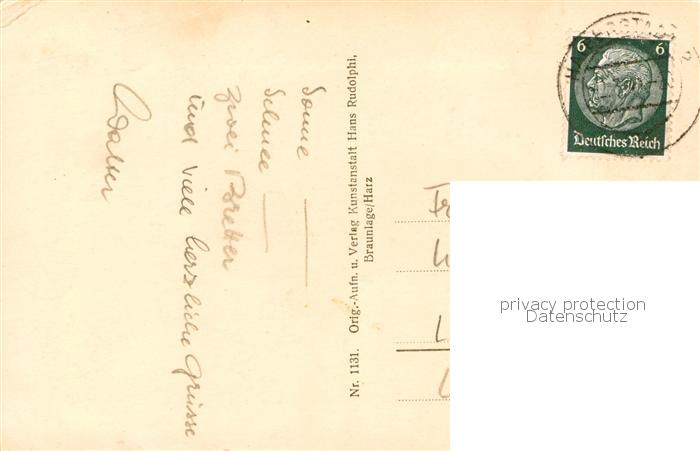 Sonne
Schnee
zwei Bretter
und viele herzliche Grüsse
Walter
Nr. 1131. Orig.-Aufn. u. Verlag Kunstanstalt Hans Rudolphi,
Braunlage/Harz
6 6
Deutsches Reich
privacy protection
Datenschutz